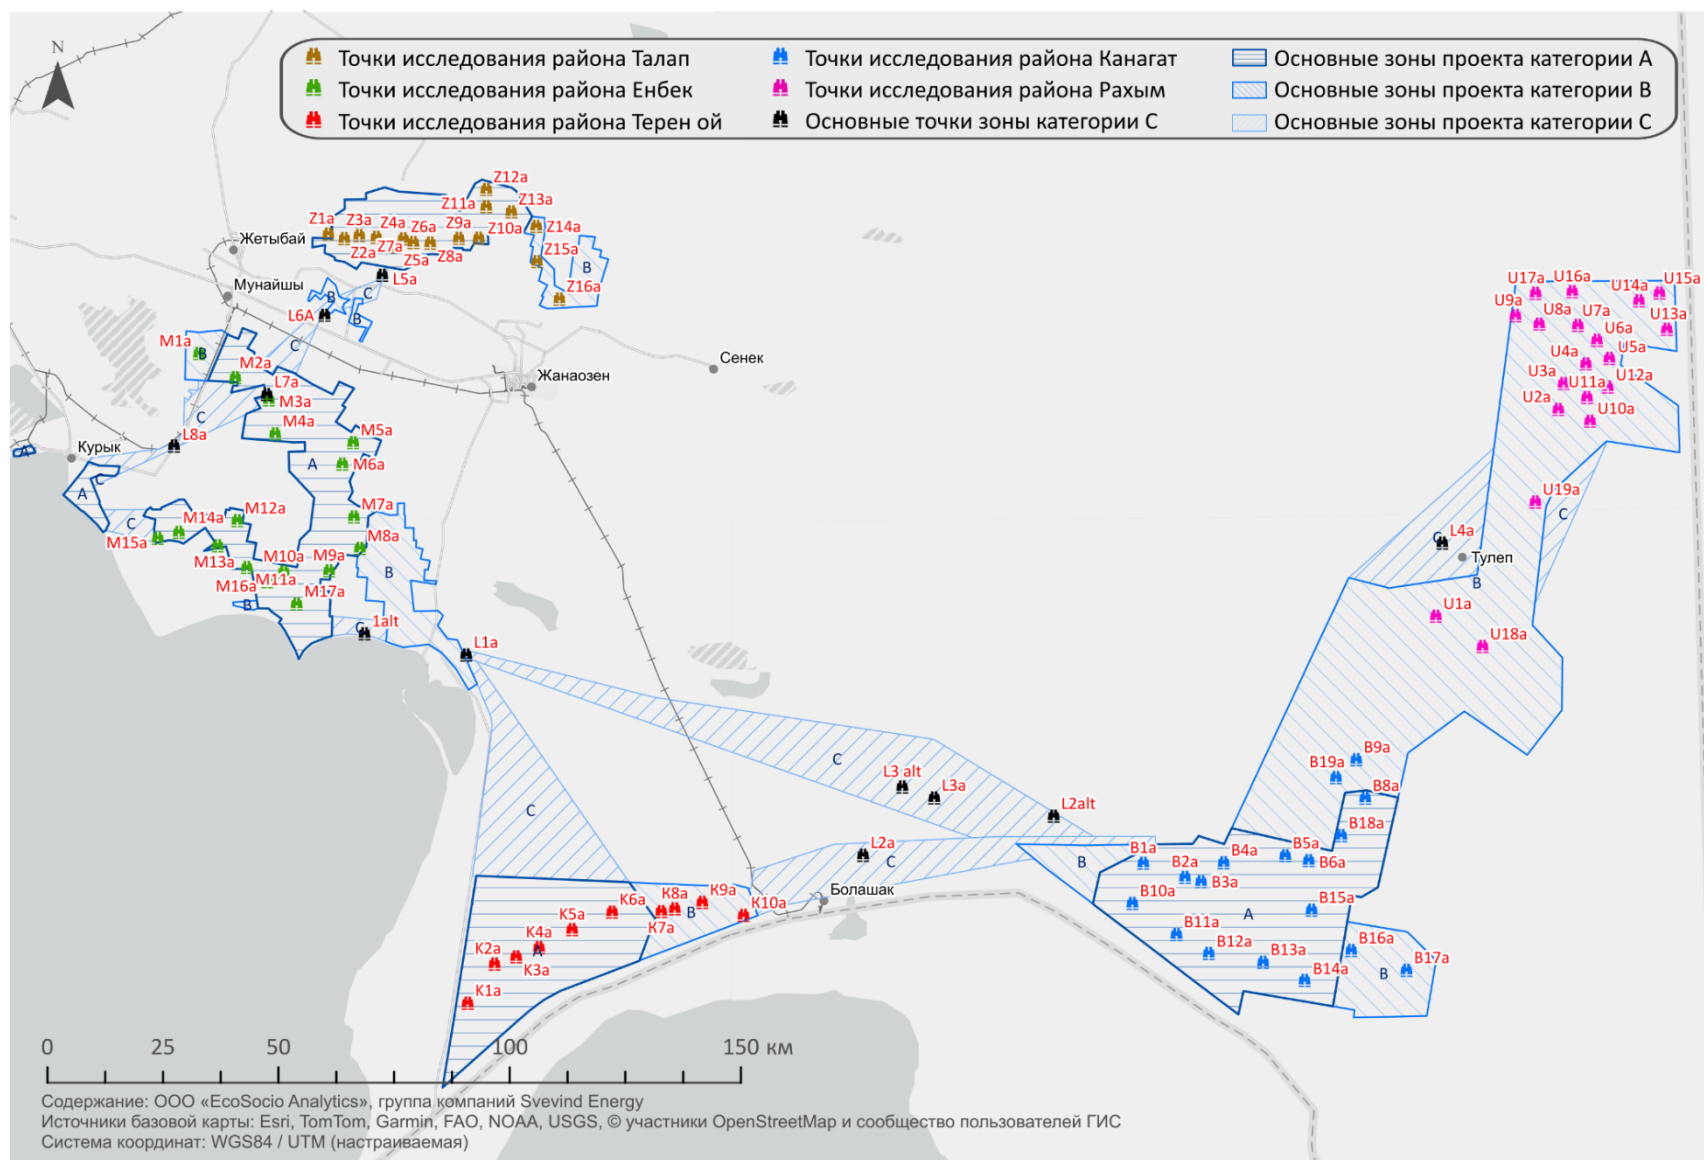 N
Точки исследования района Талап
Точки исследования района Енбек
Точки исследования района Терен ой
Точки исследования района Канагат
Точки исследования района Рахым
Основные точки зоны категории С
Основные зоны проекта категории А
Основные зоны проекта категории В
Основные зоны проекта категории С
Z12a
Z11a
Z13a
Z1a
Z3a
Z4a
Z6a
Z9a
Z10a
Z14a
Z2a
Z7a
Z5a
Z8a
Z15a
Z16a
B
Жетыбай
Мунайшы
L5a
B
C
B
L6A
C
M1a
B
M2a
L7a
M3a
C
M4a
M5a
L8a
Курык
A
A
C
A
M6a
Жанаозен
Сенек
C
M15a
M14a
M12a
M7a
M8a
M13a
M10a
M9a
M16a
M11a
M17a
B
B
1alt
C
L1a
U17a
U16a
U14a
U15a
U9a
U8a
U7a
U13a
U6a
U5a
U4a
U3a
U11a
U12a
U2a
U10a
U19a
C
L4a
C
Тулеп
B
U1a
U18a
C
L3 alt
L3a
L2alt
C
L2a
C
B9a
B19a
B8a
B18a
B1a
B
B2a
B4a
B5a
B6a
B3a
B10a
B15a
A
B11a
B12a
B13a
B14a
B16a
B17a
B
Болашак
K6a
K8a
K9a
K10a
B
K7a
K5a
K4a
A
K2a
K3a
K1a
0 25 50 100 150 км
Содержание: ООО «EcoSocio Analytics», группа компаний Svevind Energy
Источники базовой карты: Esri, TomTom, Garmin, FAO, NOAA, USGS, © участники OpenStreetMap и сообщество пользователей ГИС
Система координат: WGS84 / UTM (настраиваемая)